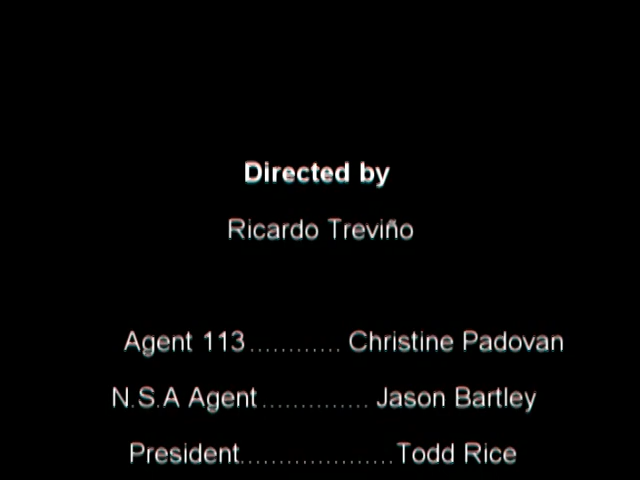 Directed by
Ricardo Treviño
Agent 113............ Christine Padovan
N.S.A Agent.............. Jason Bartley
President....................Todd Rice